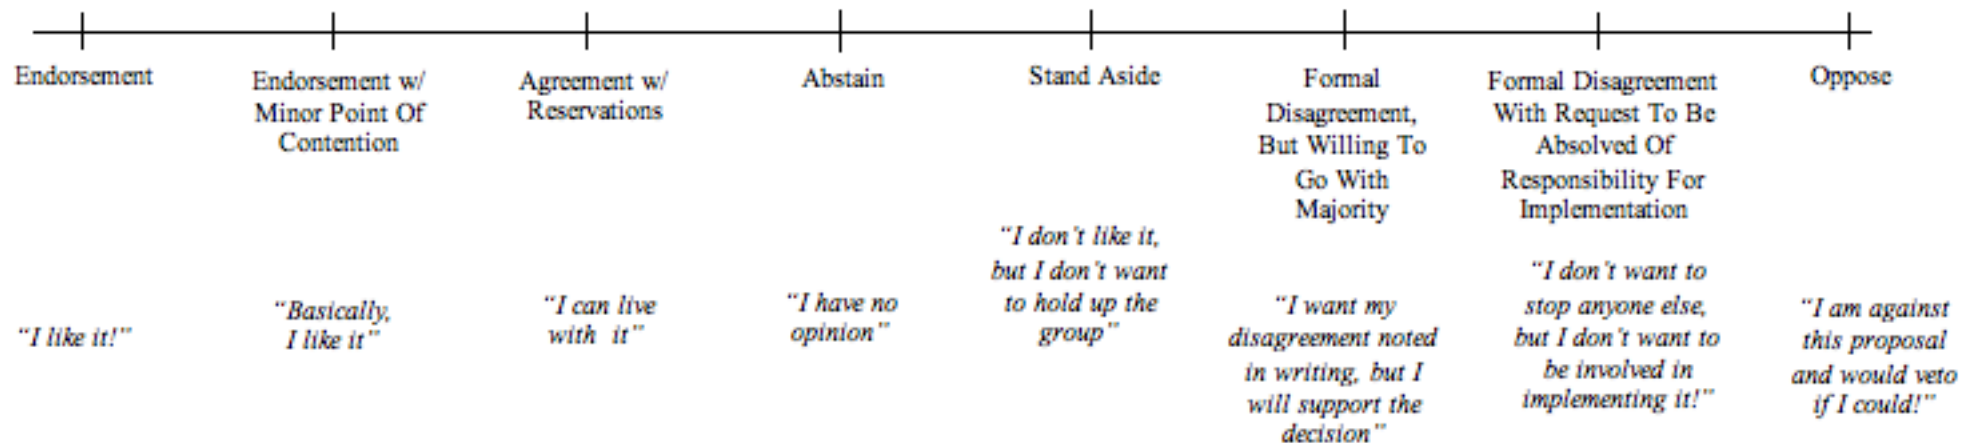 Endorsement
Endorsement w/
Minor Point Of
Contention
Agreement w/
Reservations
Abstain
Stand Aside
Formal
Disagreement,
But Willing To
Go With
Majority
Formal Disagreement
With Request To Be
Absolved Of
Responsibility For
Implementation
Oppose
“I like it!”
“Basically,
I like it”
“I can live
with it”
“I have no
opinion”
“I don’t like it,
but I don’t want
to hold up the
group”
“I want my
disagreement noted
in writing, but I
will support the
decision”
“I don’t want to
stop anyone else,
but I don’t want to
be involved in
implementing it!”
“I am against
this proposal
and would veto
if I could!”